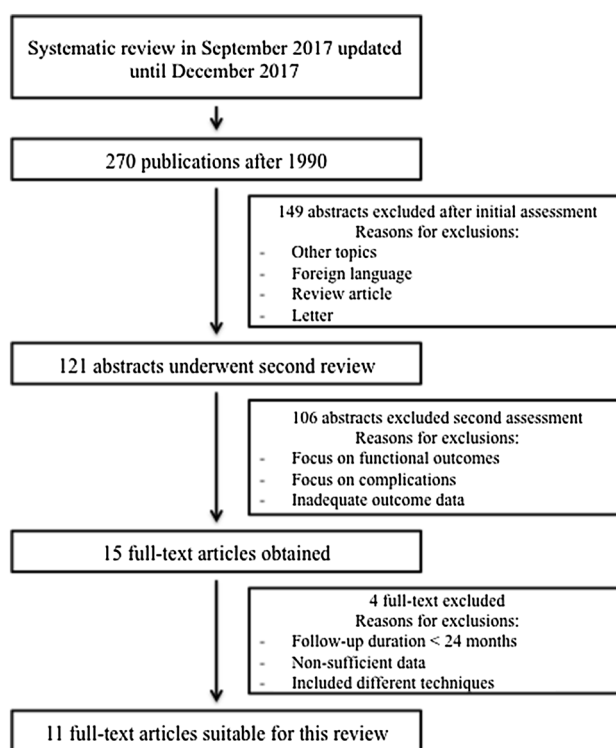 Systematic review in September 2017 updated
until December 2017
270 publications after 1990
149 abstracts excluded after initial assessment
Reasons for exclusions:
- Other topics
- Foreign language
- Review article
- Letter
121 abstracts underwent second review
106 abstracts excluded second assessment
Reasons for exclusions:
- Focus on functional outcomes
- Focus on complications
- Inadequate outcome data
15 full-text articles obtained
4 full-text excluded
Reasons for exclusions:
- Follow-up duration < 24 months
- Non-sufficient data
- Included different techniques
11 full-text articles suitable for this review